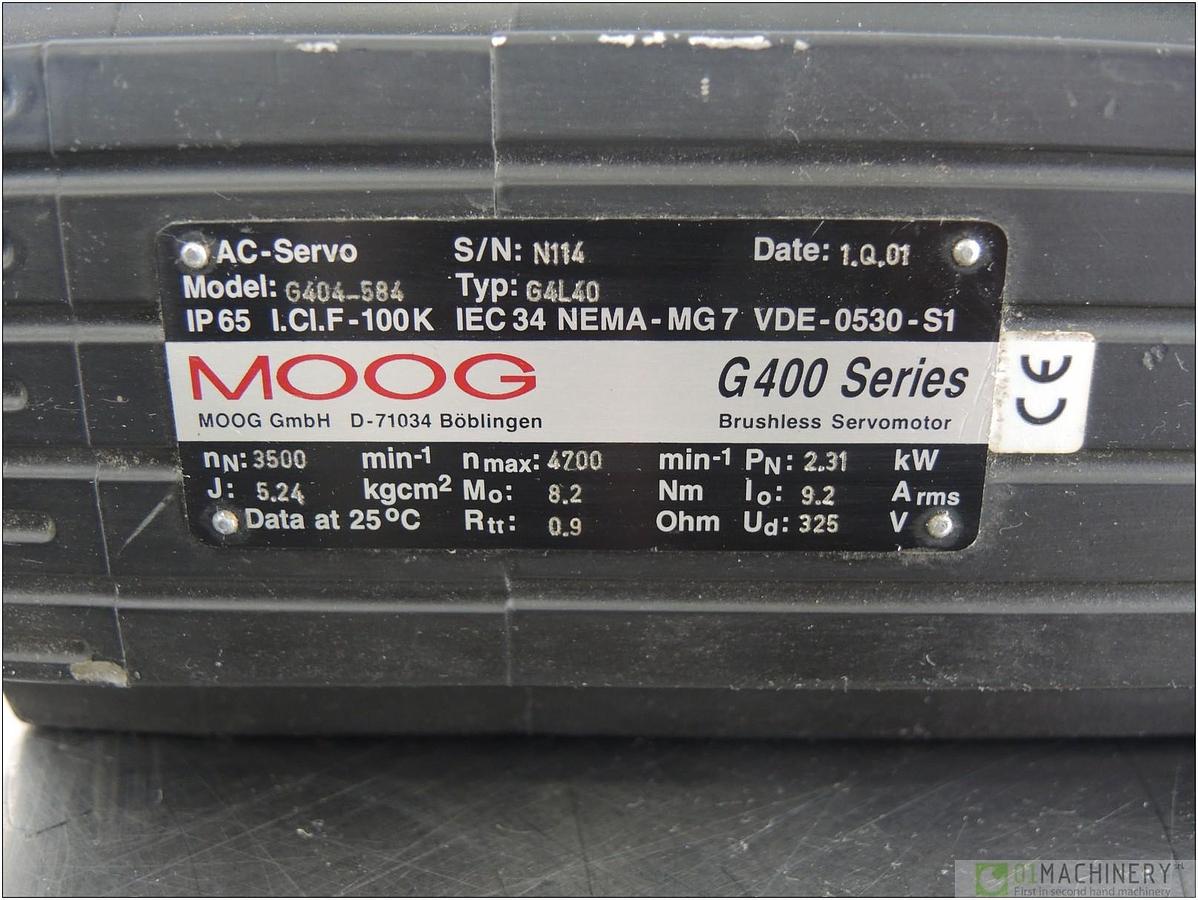 AC-Servo S/N: N114 Date: 1.Q.01
Model: G404-584 Typ: G4L40
IP 65 I.Cl.F-100K IEC 34 NEMA-MG 7 VDE-0530-S1
MOOG G400 Series
MOOG GmbH D-71034 Böblingen Brushless Servomotor
CE
nN: 3500 min-1 nmax: 4200 min-1 PN: 2.31 kW
J: 5.24 kgcm2 Mo: 8.2 Nm Io: 9.2 Arms
Data at 25°C Rtt: 0.9 Ohm Ud: 325 V
01MACHINERY SRL
First in second hand machinery